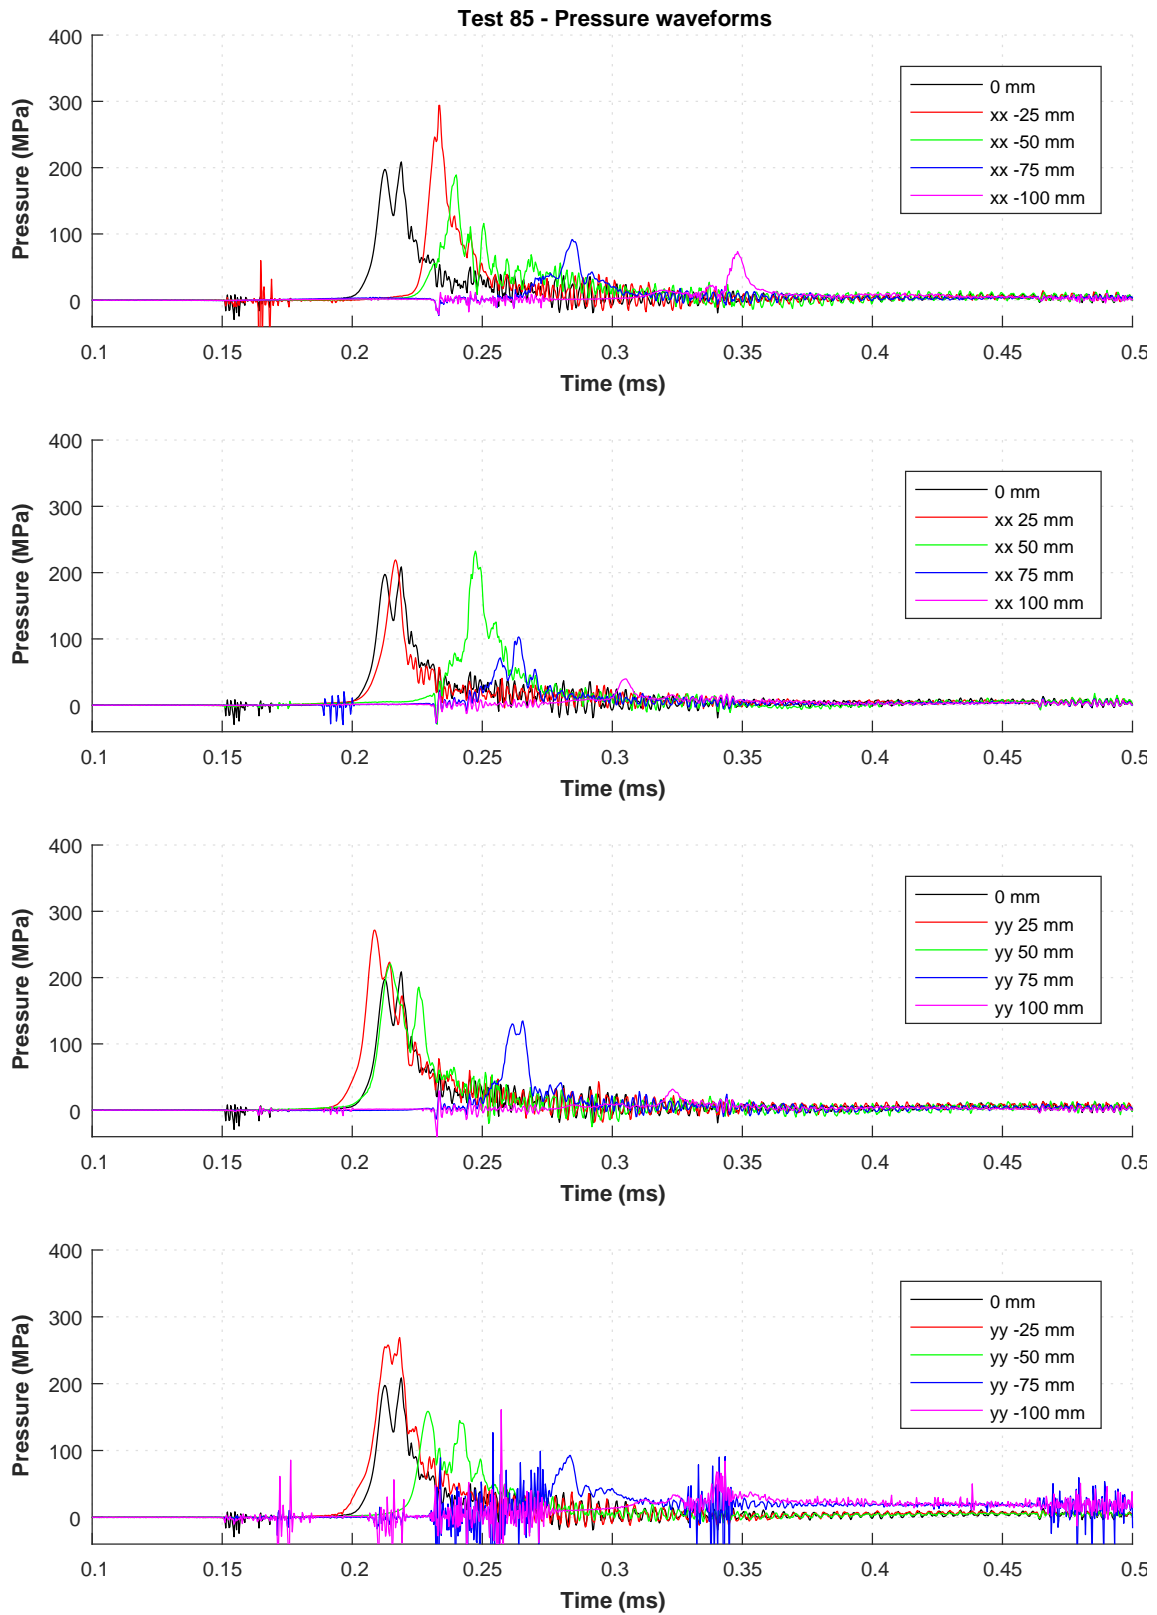 Test 85 - Pressure waveforms
400
300
200
100
0
Pressure (MPa)
0 mm
xx -25 mm
xx -50 mm
xx -75 mm
xx -100 mm
0.1 0.15 0.2 0.25 0.3 0.35 0.4 0.45 0.5
Time (ms)
400
300
200
100
0
Pressure (MPa)
0 mm
xx 25 mm
xx 50 mm
xx 75 mm
xx 100 mm
0.1 0.15 0.2 0.25 0.3 0.35 0.4 0.45 0.5
Time (ms)
400
300
200
100
0
Pressure (MPa)
0 mm
yy 25 mm
yy 50 mm
yy 75 mm
yy 100 mm
0.1 0.15 0.2 0.25 0.3 0.35 0.4 0.45 0.5
Time (ms)
400
300
200
100
0
Pressure (MPa)
0 mm
yy -25 mm
yy -50 mm
yy -75 mm
yy -100 mm
0.1 0.15 0.2 0.25 0.3 0.35 0.4 0.45 0.5
Time (ms)